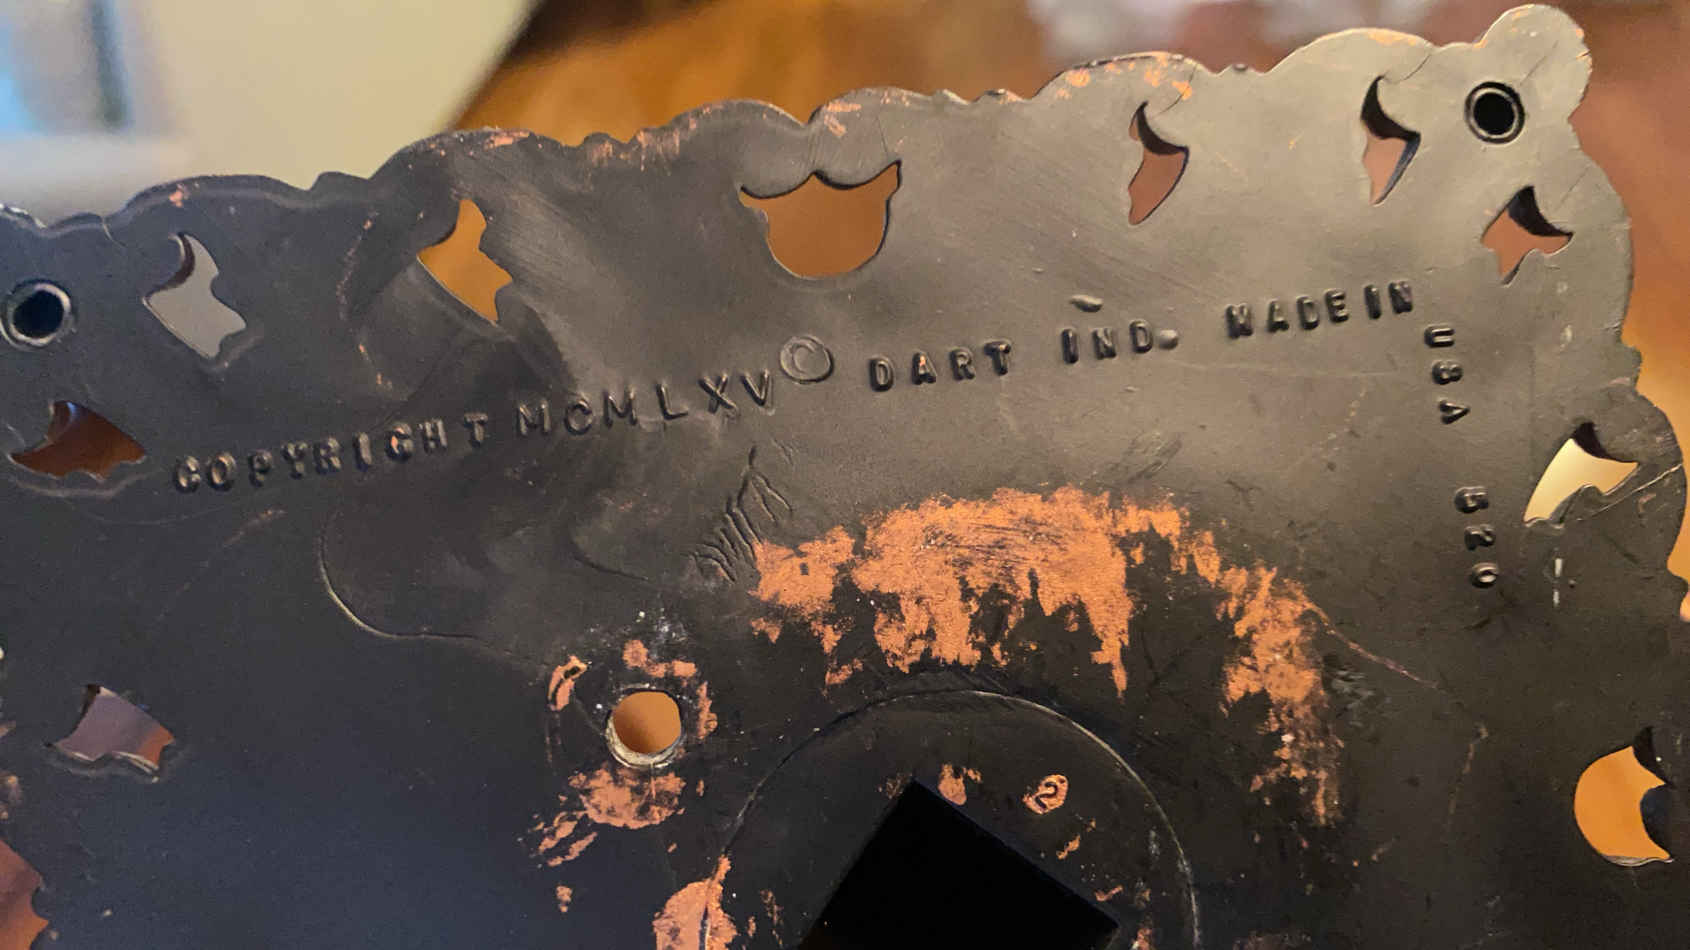 COPYRIGHT MCMLXV © DART IND. MADE IN
USA 520
2